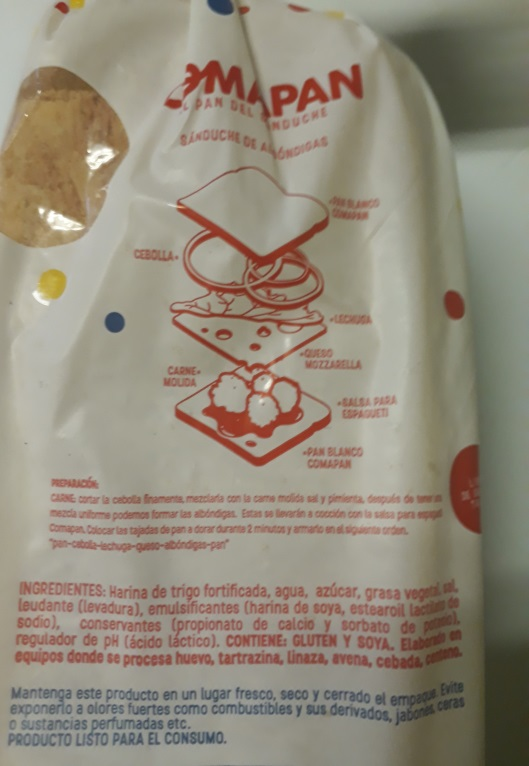 COMAPAN
EL PAN DEL SÁNDUCHE
SÁNDUCHE DE ALBÓNDIGAS
•PAN BLANCO
COMAPAN
CEBOLLA•
•LECHUGA
•QUESO
MOZZARELLA
CARNE•
MOLIDA
•SALSA PARA
ESPAGUETI
•PAN BLANCO
COMAPAN
PREPARACIÓN:
CARNE: cortar la cebolla finamente, mezclarla con la carne molida sal y pimienta, después de tener una
mezcla uniforme podemos formar las albóndigas. Estas se llevarán a cocción con la salsa para espagueti
Comapan. Colocar las tajadas de pan a dorar durante 2 minutos y armarlo en el siguiente orden.
"pan-cebolla-lechuga-queso-albóndigas-pan"
INGREDIENTES: Harina de trigo fortificada, agua, azúcar, grasa vegetal, sal,
leudante (levadura), emulsificantes (harina de soya, estearoil lactilato de
sodio), conservantes (propionato de calcio y sorbato de potasio),
regulador de pH (ácido láctico). CONTIENE: GLUTEN Y SOYA. Elaborado en
equipos donde se procesa huevo, tartrazina, linaza, avena, cebada, centeno.
Mantenga este producto en un lugar fresco, seco y cerrado el empaque. Evite
exponerlo a olores fuertes como combustibles y sus derivados, jabones, ceras
o sustancias perfumadas etc.
PRODUCTO LISTO PARA EL CONSUMO.